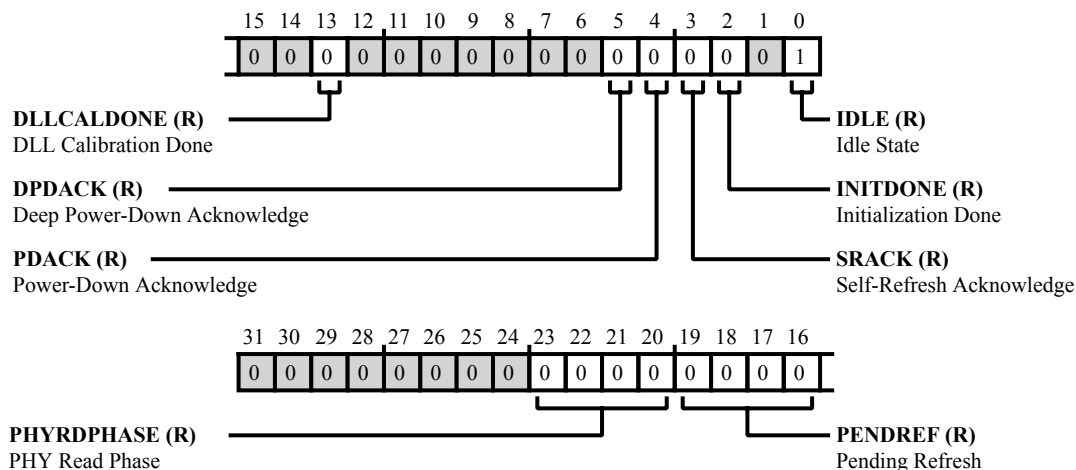 15 14 13 12 11 10 9 8 7 6 5 4 3 2 1 0
0 0 0 0 0 0 0 0 0 0 0 0 0 0 0 1
DLLCALDONE (R)
DLL Calibration Done
IDLE (R)
Idle State
DPDACK (R)
Deep Power-Down Acknowledge
INITDONE (R)
Initialization Done
PDACK (R)
Power-Down Acknowledge
SRACK (R)
Self-Refresh Acknowledge
31 30 29 28 27 26 25 24 23 22 21 20 19 18 17 16
0 0 0 0 0 0 0 0 0 0 0 0 0 0 0 0
PHYRDPHASE (R)
PHY Read Phase
PENDREF (R)
Pending Refresh